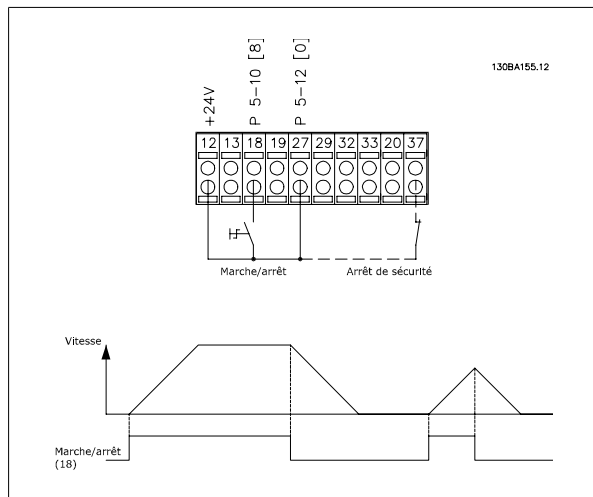 130BA155.12
+24V
P 5-10 [8]
P 5-12 [0]
12 13 18 19 27 29 32 33 20 37
Marche/arrêt
Arrêt de sécurité
Vitesse
Marche/arrêt
(18)